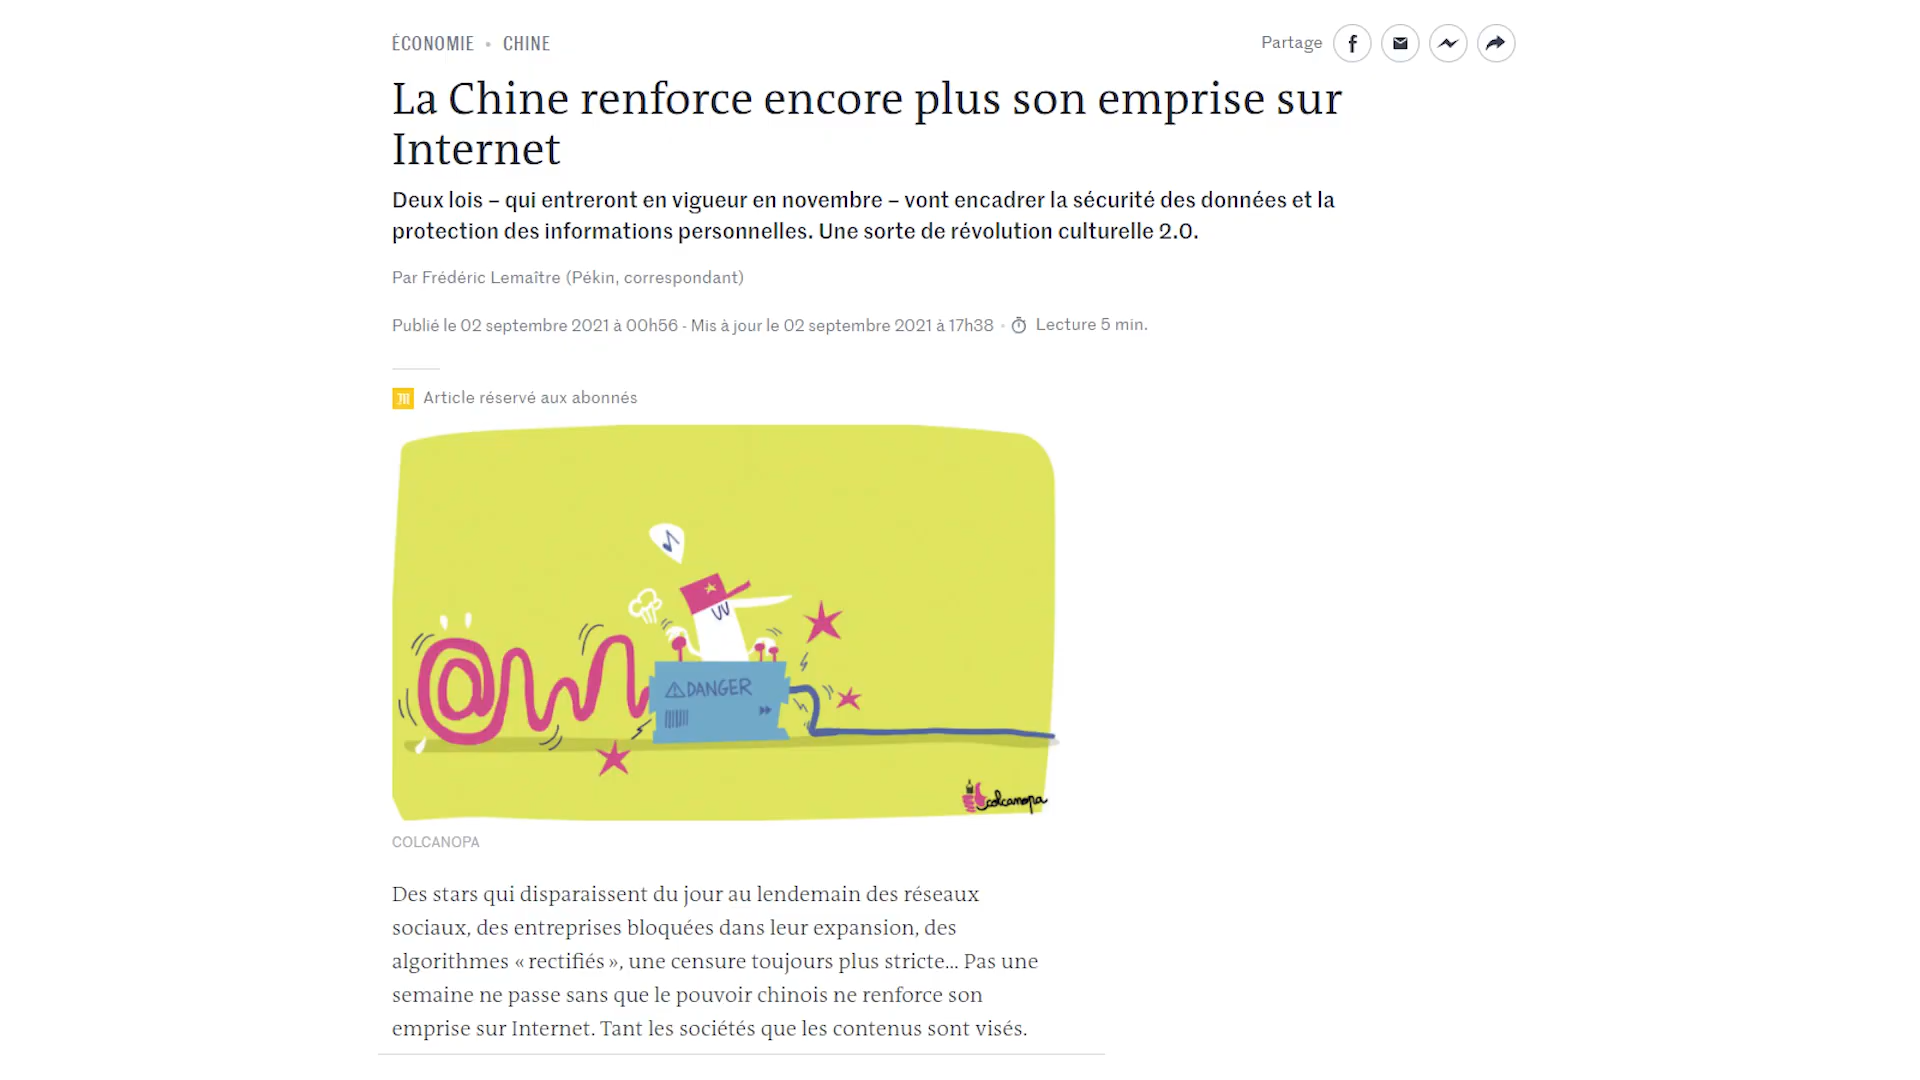 ÉCONOMIE • CHINE
Partage
La Chine renforce encore plus son emprise sur
Internet
Deux lois – qui entreront en vigueur en novembre – vont encadrer la sécurité des données et la
protection des informations personnelles. Une sorte de révolution culturelle 2.0.
Par Frédéric Lemaître (Pékin, correspondant)
Publié le 02 septembre 2021 à 00h56 - Mis à jour le 02 septembre 2021 à 17h38 • Lecture 5 min.
M Article réservé aux abonnés
@
DANGER
colcanopa
COLCANOPA
Des stars qui disparaissent du jour au lendemain des réseaux
sociaux, des entreprises bloquées dans leur expansion, des
algorithmes « rectifiés », une censure toujours plus stricte... Pas une
semaine ne passe sans que le pouvoir chinois ne renforce son
emprise sur Internet. Tant les sociétés que les contenus sont visés.